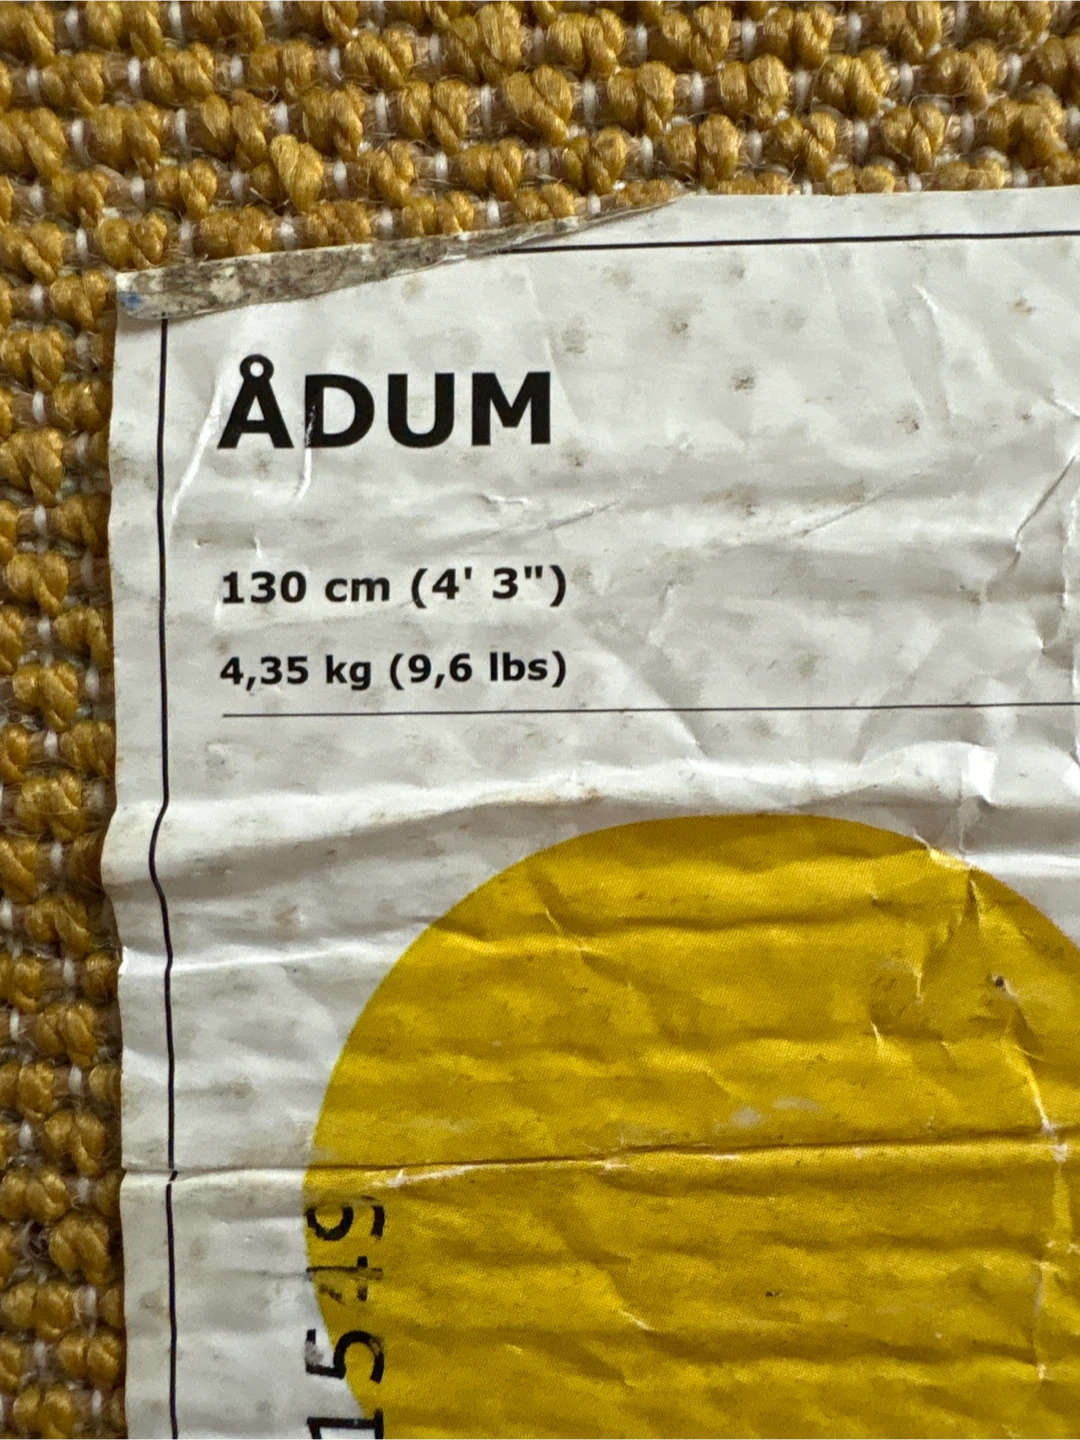 ÅDUM
130 cm (4' 3")
4,35 kg (9,6 lbs)